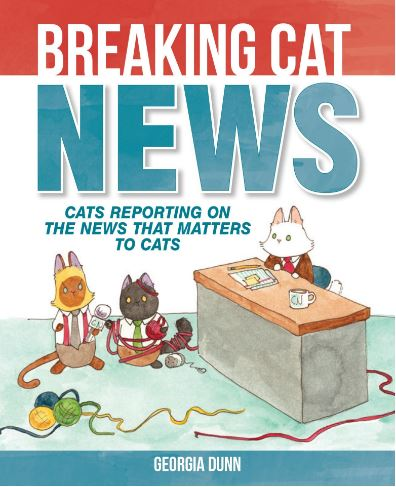 BREAKING CAT
NEWS
CATS REPORTING ON
THE NEWS THAT MATTERS
TO CATS
GEORGIA DUNN